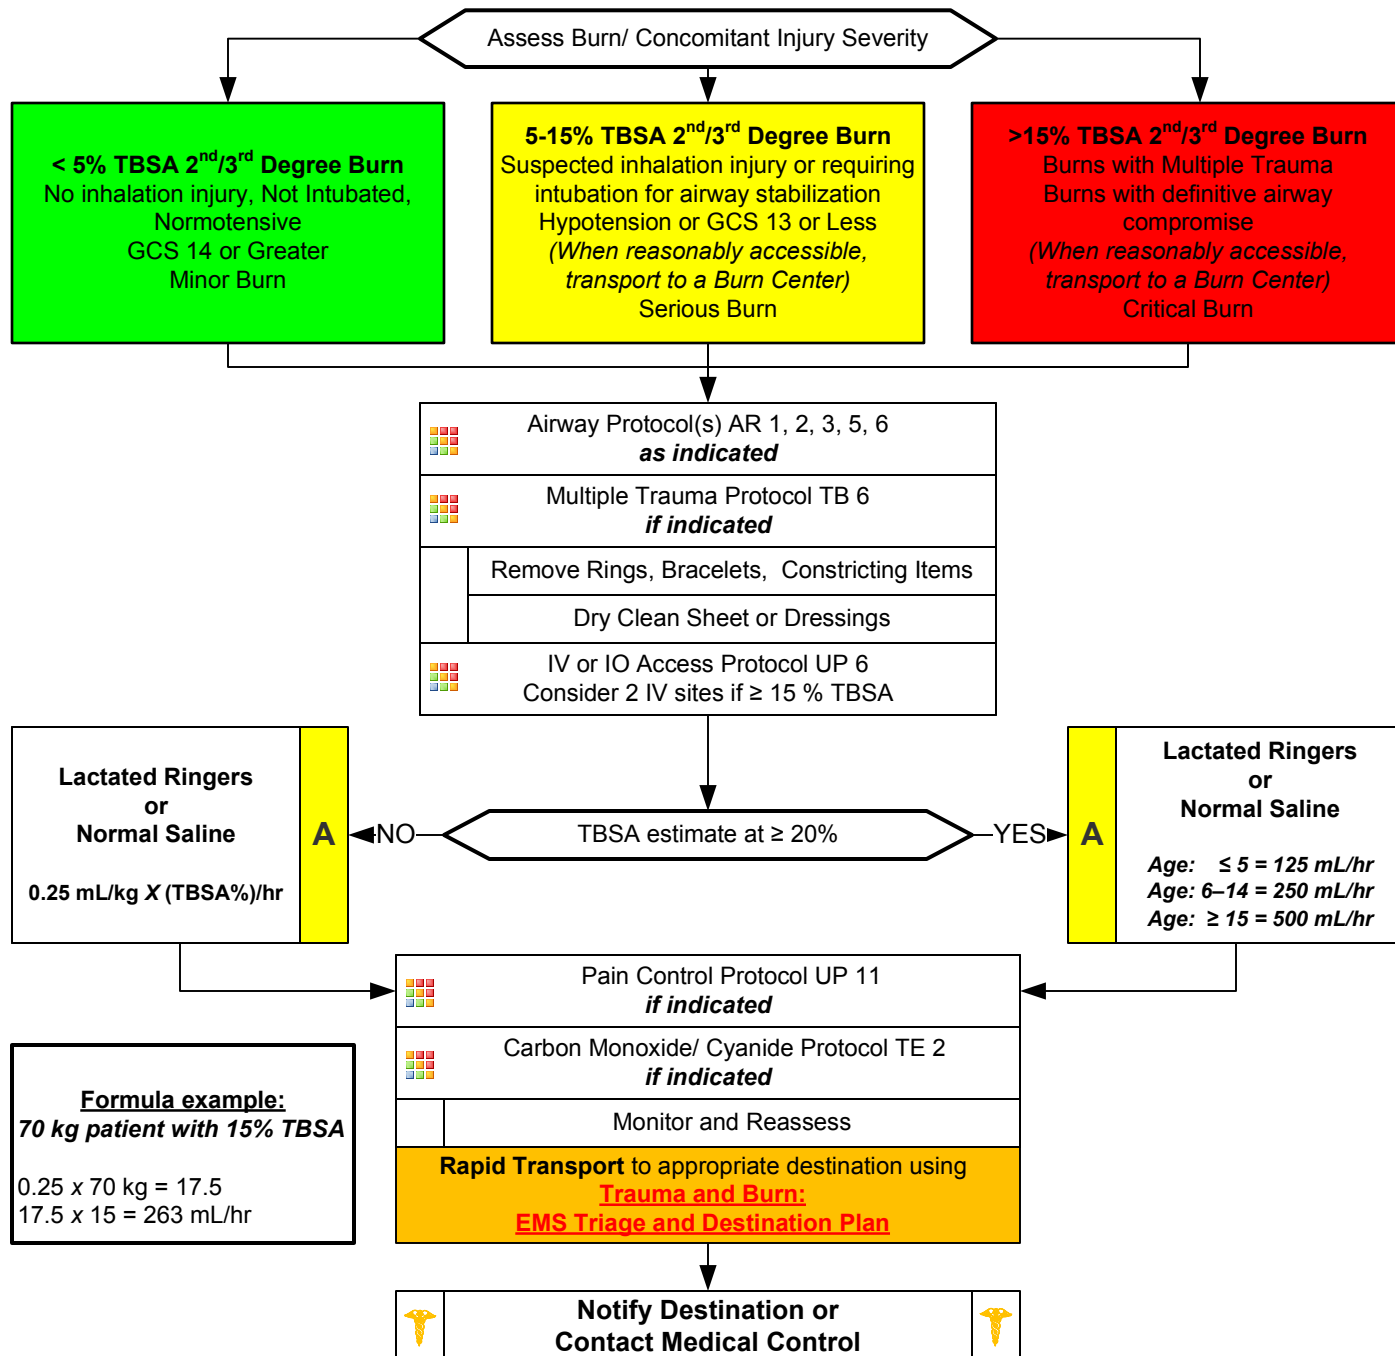 Assess Burn/ Concomitant Injury Severity
< 5% TBSA 2nd/3rd Degree Burn
No inhalation injury, Not Intubated,
Normotensive
GCS 14 or Greater
Minor Burn
5-15% TBSA 2nd/3rd Degree Burn
Suspected inhalation injury or requiring
intubation for airway stabilization
Hypotension or GCS 13 or Less
(When reasonably accessible,
transport to a Burn Center)
Serious Burn
>15% TBSA 2nd/3rd Degree Burn
Burns with Multiple Trauma
Burns with definitive airway
compromise
(When reasonably accessible,
transport to a Burn Center)
Critical Burn
Airway Protocol(s) AR 1, 2, 3, 5, 6
as indicated
Multiple Trauma Protocol TB 6
if indicated
Remove Rings, Bracelets, Constricting Items
Dry Clean Sheet or Dressings
IV or IO Access Protocol UP 6
Consider 2 IV sites if ≥ 15 % TBSA
Lactated Ringers
or
Normal Saline
0.25 mL/kg X (TBSA%)/hr
A
NO
TBSA estimate at ≥ 20%
YES
A
Lactated Ringers
or
Normal Saline
Age: ≤ 5 = 125 mL/hr
Age: 6–14 = 250 mL/hr
Age: ≥ 15 = 500 mL/hr
Pain Control Protocol UP 11
if indicated
Carbon Monoxide/ Cyanide Protocol TE 2
if indicated
Monitor and Reassess
Rapid Transport to appropriate destination using
Trauma and Burn:
EMS Triage and Destination Plan
Formula example:
70 kg patient with 15% TBSA
0.25 x 70 kg = 17.5
17.5 x 15 = 263 mL/hr
Notify Destination or
Contact Medical Control